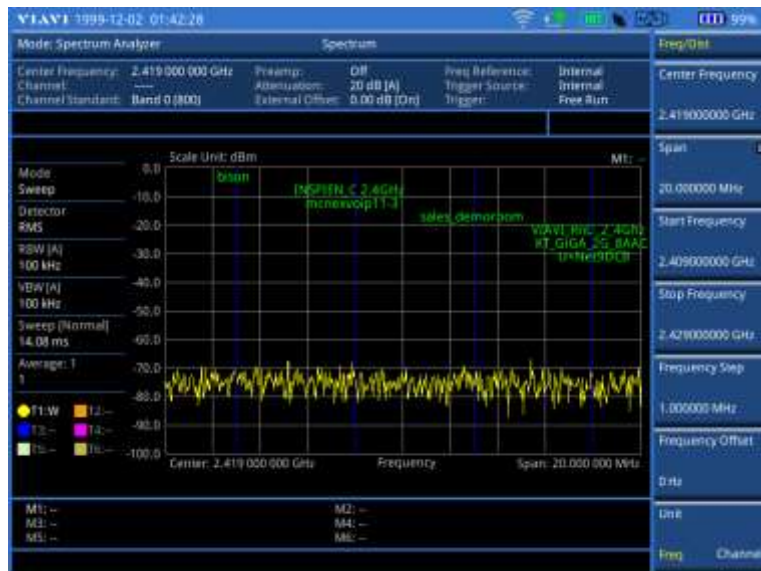 VIAVI 1999-12-02 01:42:28
99%
Mode: Spectrum Analyzer
Spectrum
Freq/Dist
Center Frequency: 2.419 000 000 GHz
Preamp: Off
Freq Reference: Internal
Channel: ----
Attenuation: 20 dB [A]
Trigger Source: Internal
Channel Standard: Band 0 (800)
External Offset: 0.00 dB [On]
Trigger: Free Run
Center Frequency
2.419000000 GHz
Span
20.000000 MHz
Start Frequency
2.409000000 GHz
Stop Frequency
2.429000000 GHz
Frequency Step
1.000000 MHz
Frequency Offset
0 Hz
Unit
Freq Channel
Mode
Sweep
Detector
RMS
RBW [A]
100 kHz
VBW [A]
100 kHz
Sweep [Normal]
14.08 ms
Average: 1
1
T1:W T2:--
T3:-- T4:--
T5:-- T6:--
Scale Unit: dBm
M1: --
0.0
-10.0
-20.0
-30.0
-40.0
-50.0
-60.0
-70.0
-80.0
-90.0
-100.0
bison
INSPIEN_C 2.4GHz
mcnexvoip11-3
sales_demoroom
KT_GIGA_2G_8AAC
Center: 2.419 000 000 GHz
Frequency
Span: 20.000 000 MHz
M1: --
M2: --
M3: --
M4: --
M5: --
M6: --